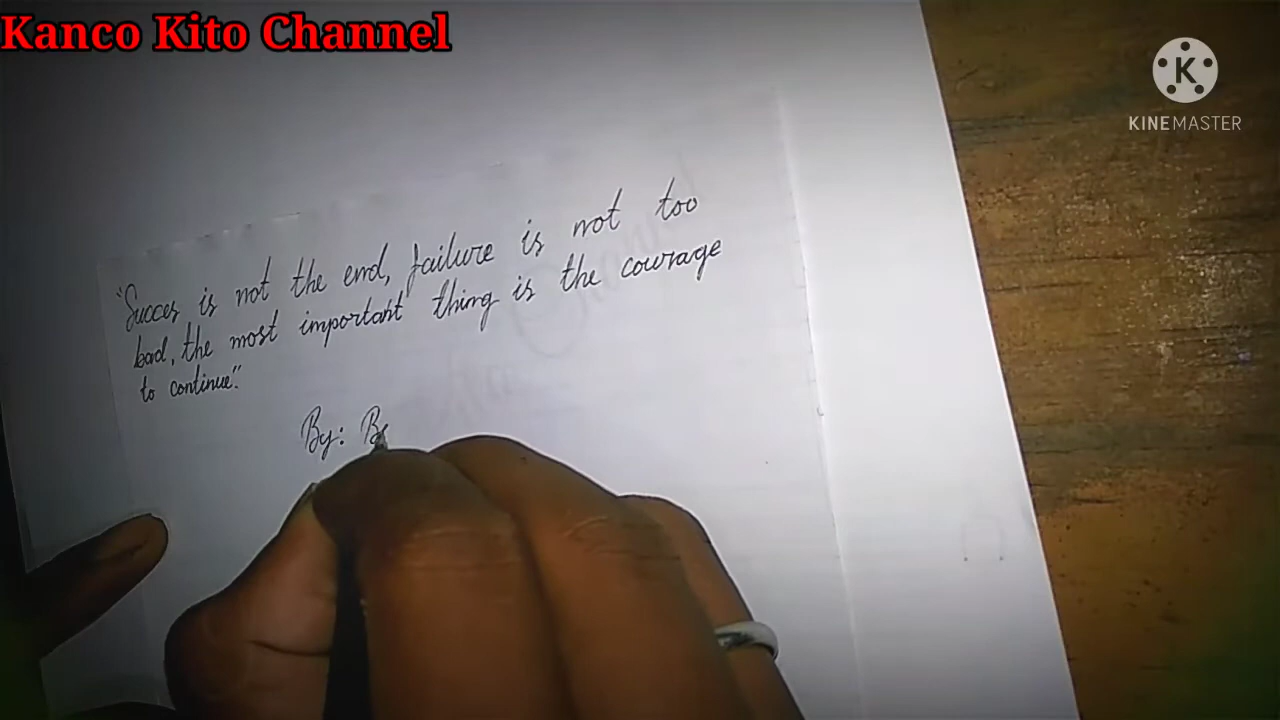 Kanco Kito Channel
KINEMASTER
"Succes is not the end, failure is not too
bad, the most important thing is the courage
to continue".
By: Be